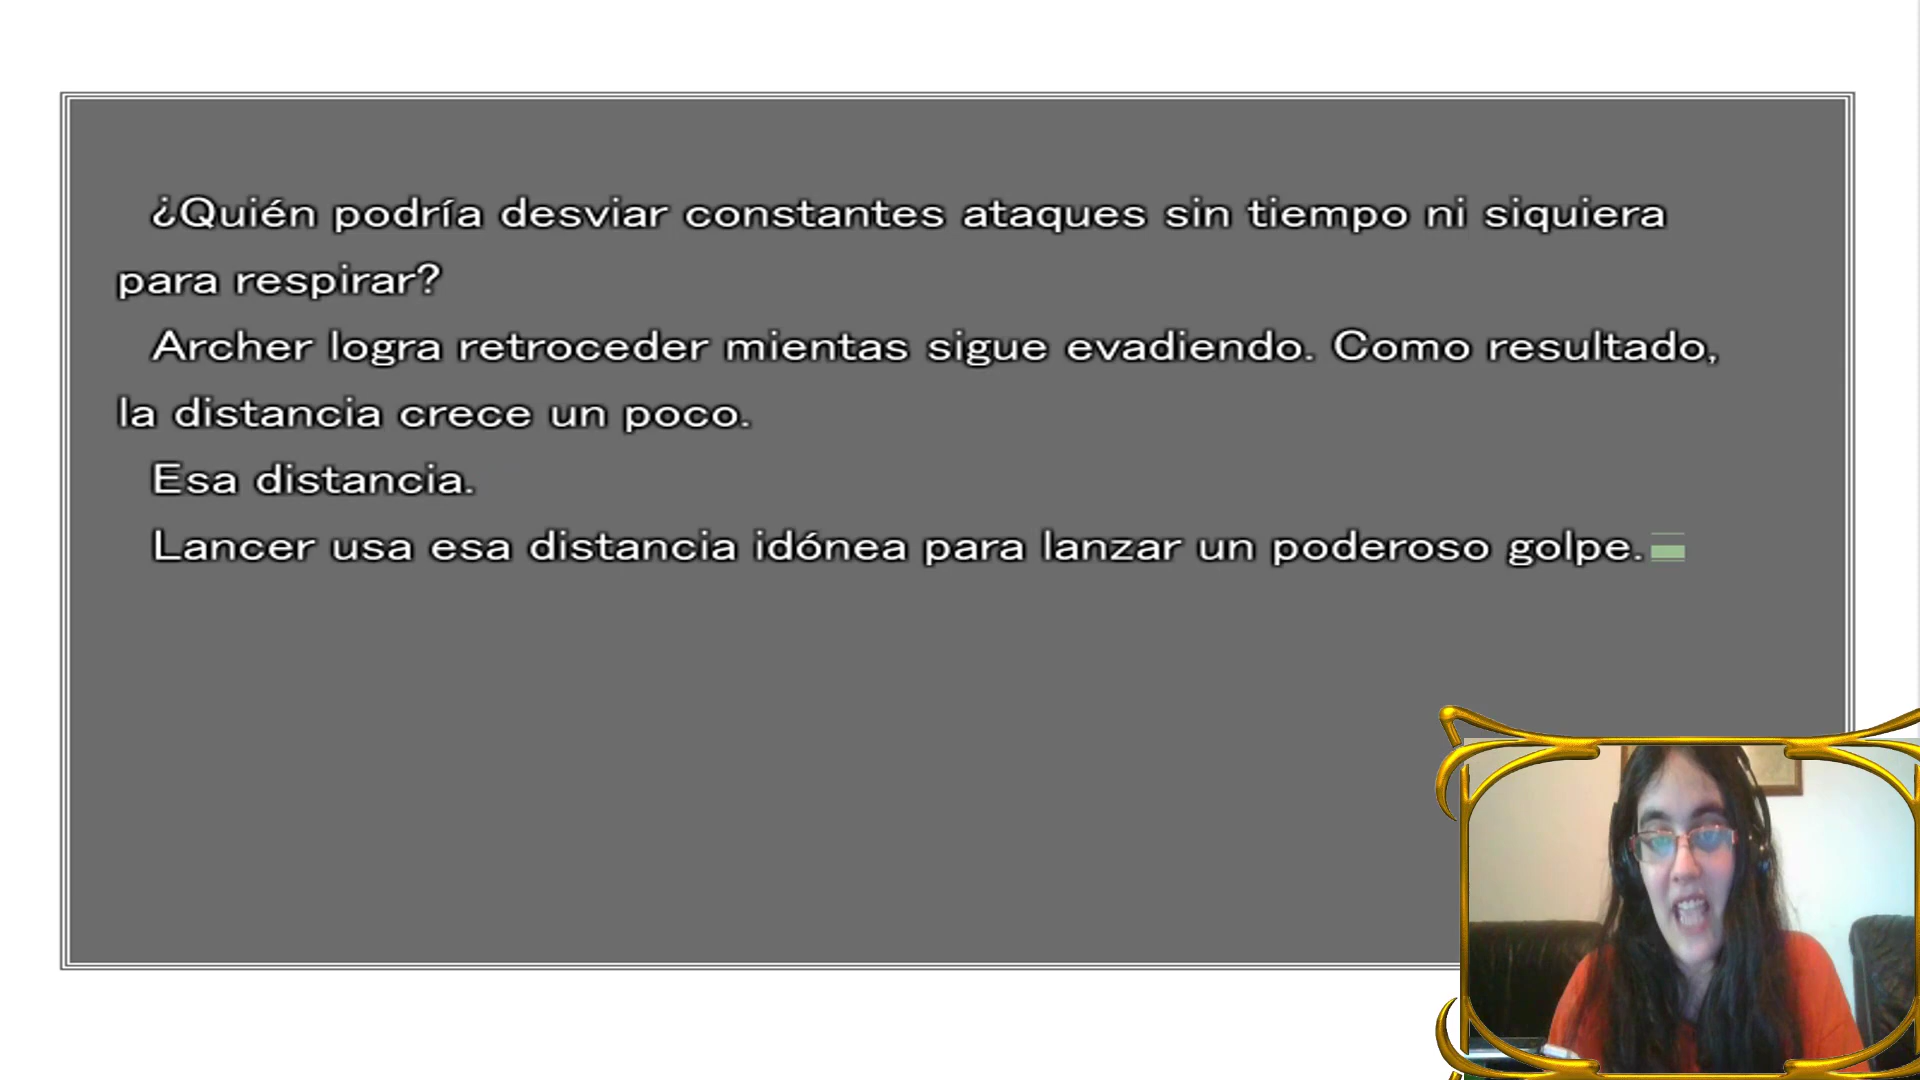 ¿Quién podría desviar constantes ataques sin tiempo ni siquiera
para respirar?
Archer logra retroceder mientas sigue evadiendo. Como resultado,
la distancia crece un poco.
Esa distancia.
Lancer usa esa distancia idónea para lanzar un poderoso golpe.